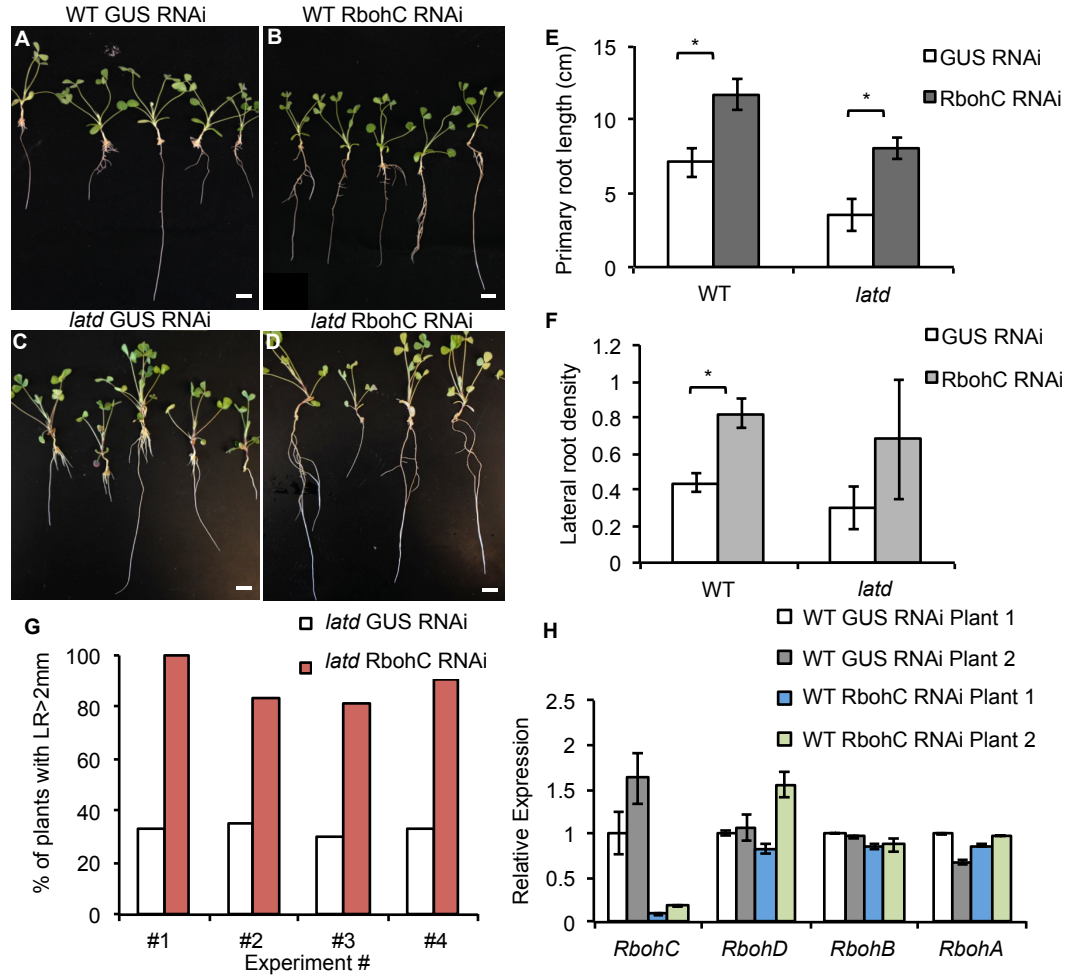 WT GUS RNAi
WT RbohC RNAi
A
B
latd GUS RNAi
latd RbohC RNAi
C
D
E
Primary root length (cm)
15
10
5
0
WT
latd
*
*
GUS RNAi
RbohC RNAi
F
Lateral root density
1.2
1
0.8
0.6
0.4
0.2
0
WT
latd
*
GUS RNAi
RbohC RNAi
G
latd GUS RNAi
latd RbohC RNAi
% of plants with LR>2mm
100
80
60
40
20
0
#1
#2
#3
#4
Experiment #
H
WT GUS RNAi Plant 1
WT GUS RNAi Plant 2
WT RbohC RNAi Plant 1
WT RbohC RNAi Plant 2
Relative Expression
2.5
2
1.5
1
0.5
0
RbohC
RbohD
RbohB
RbohA